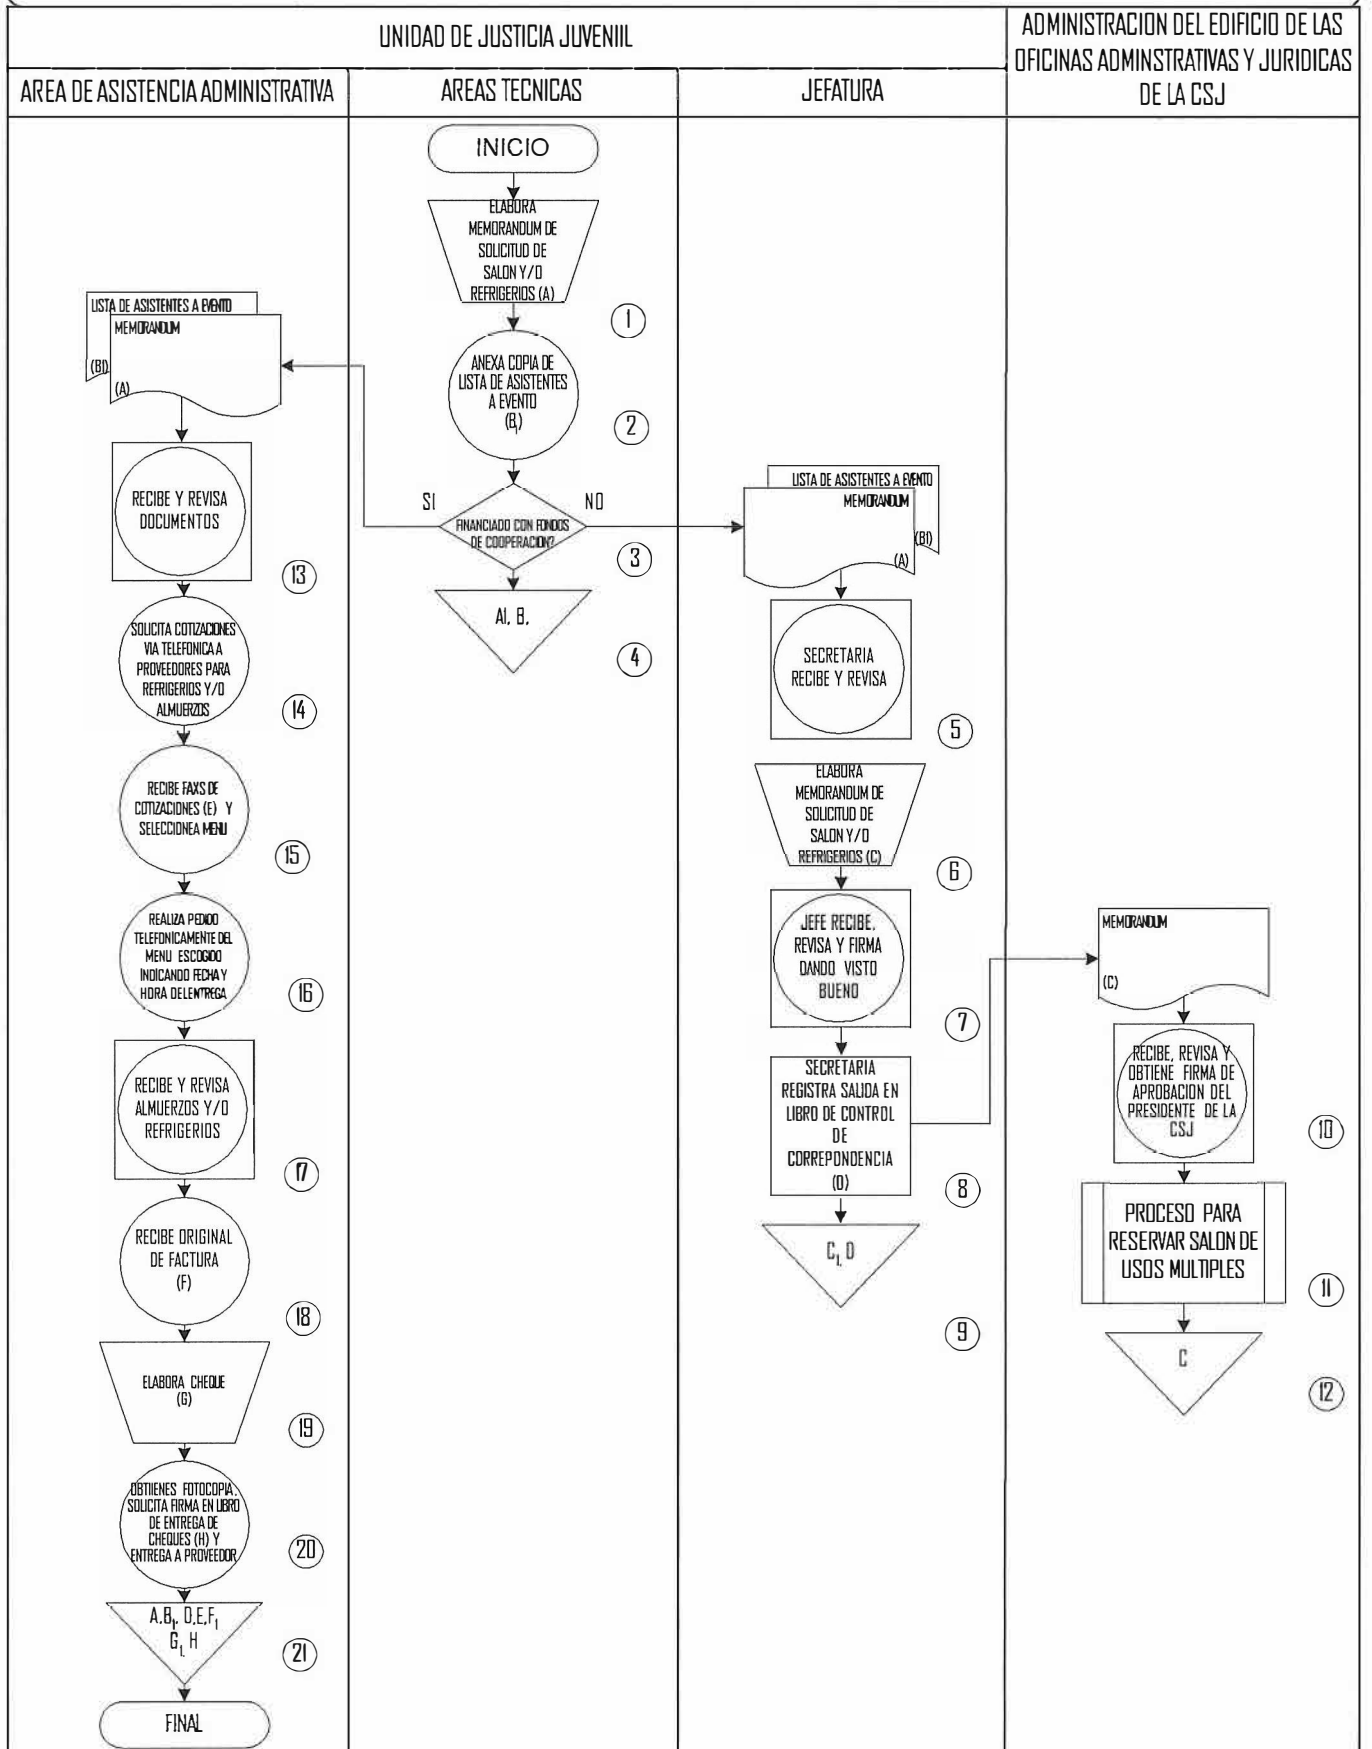 UNIDAD DE JUSTICIA JUVENIIL
ADMINISTRACION DEL EDIFICIO DE LAS
OFICINAS ADMINSTRATIVAS Y JURIDICAS
DE LA CSJ
AREA DE ASISTENCIA ADMINISTRATIVA
AREAS TECNICAS
JEFATURA
INICIO
ELABORA
MEMORANDUM DE
SOLICITUD DE
SALON Y/O
REFRIGERIOS (A)
1
ANEXA COPIA DE
LISTA DE ASISTENTES
A EVENTO
(B1)
2
SI
NO
FINANCIADO CON FONDOS
DE COOPERACION?
3
A1, B,
4
LISTA DE ASISTENTES A EVENTO
MEMORANDUM
(B1)
(A)
RECIBE Y REVISA
DOCUMENTOS
13
SOLICITA COTIZACIONES
VIA TELEFONICA A
PROVEEDORES PARA
REFRIGERIOS Y/O
ALMUERZOS
14
RECIBE FAXS DE
COTIZACIONES (E) Y
SELECCIONEA MENU
15
REALIZA PEDIDO
TELEFONICAMENTE DEL
MENU ESCOGIDO
INDICANDO FECHA Y
HORA DELENTREGA
16
RECIBE Y REVISA
ALMUERZOS Y/O
REFRIGERIOS
17
RECIBE ORIGINAL
DE FACTURA
(F)
18
ELABORA CHEQUE
(G)
19
OBTIIENES FOTOCOPIA,
SOLICITA FIRMA EN LIBRO
DE ENTREGA DE
CHEQUES (H) Y
ENTREGA A PROVEEDOR
20
A,B1, D,E,F1
G1, H
21
FINAL
LISTA DE ASISTENTES A EVENTO
MEMORANDUM
(B1)
(A)
SECRETARIA
RECIBE Y REVISA
5
ELABORA
MEMORANDUM DE
SOLICITUD DE
SALON Y/O
REFRIGERIOS (C)
6
JEFE RECIBE,
REVISA Y FIRMA
DANDO VISTO
BUENO
7
SECRETARIA
REGISTRA SALIDA EN
LIBRO DE CONTROL
DE
CORREPONDENCIA
(D)
8
C1, D
9
MEMORANDUM
(C)
RECIBE, REVISA Y
OBTIENE FIRMA DE
APROBACION DEL
PRESIDENTE DE LA
CSJ
10
PROCESO PARA
RESERVAR SALON DE
USOS MULTIPLES
11
C
12